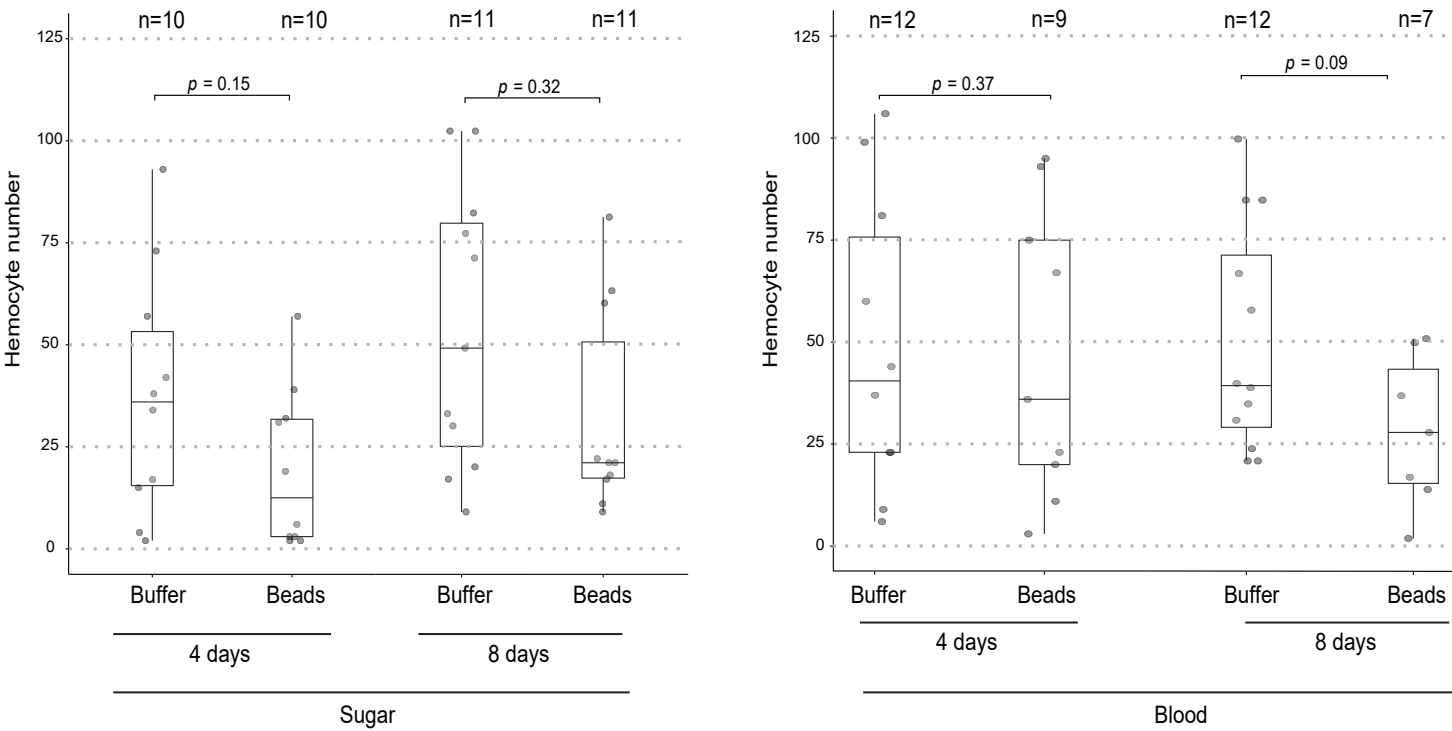 n=10
n=10
n=11
n=11
125
100
75
50
25
0
Hemocyte number
p = 0.15
p = 0.32
Buffer
Beads
Buffer
Beads
4 days
8 days
Sugar
n=12
n=9
n=12
n=7
125
100
75
50
25
0
Hemocyte number
p = 0.37
p = 0.09
Buffer
Beads
Buffer
Beads
4 days
8 days
Blood